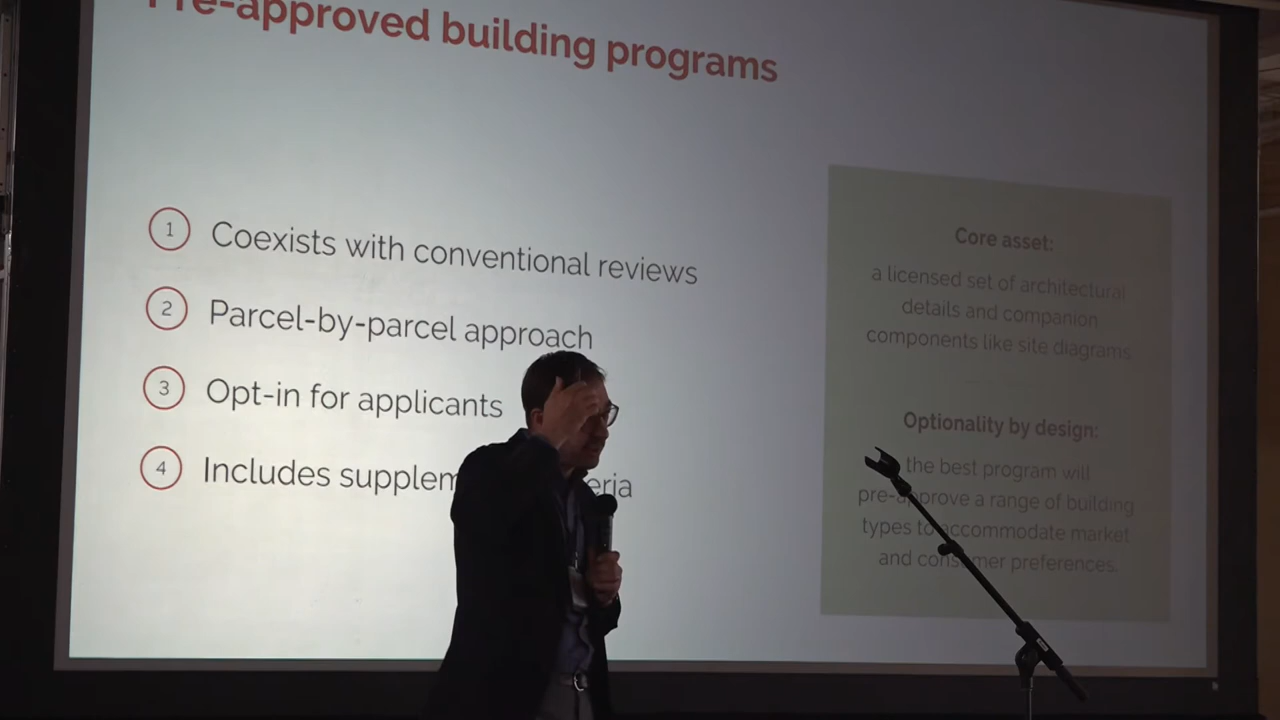 Pre-approved building programs
1 Coexists with conventional reviews
2 Parcel-by-parcel approach
3 Opt-in for applicants
4 Includes
Core asset:
a licensed set of architectural
details and companion
components like site diagrams
Optionality by design:
the best program will
pre-approve a range of building
types to accommodate market
and consumer preferences.